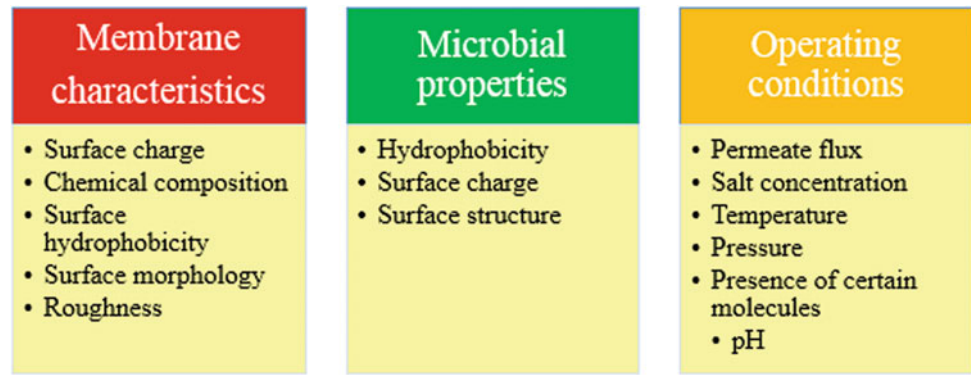 Membrane
characteristics
• Surface charge
• Chemical composition
• Surface
hydrophobicity
• Surface morphology
• Roughness
Microbial
properties
• Hydrophobicity
• Surface charge
• Surface structure
Operating
conditions
• Permeate flux
• Salt concentration
• Temperature
• Pressure
• Presence of certain
molecules
• pH